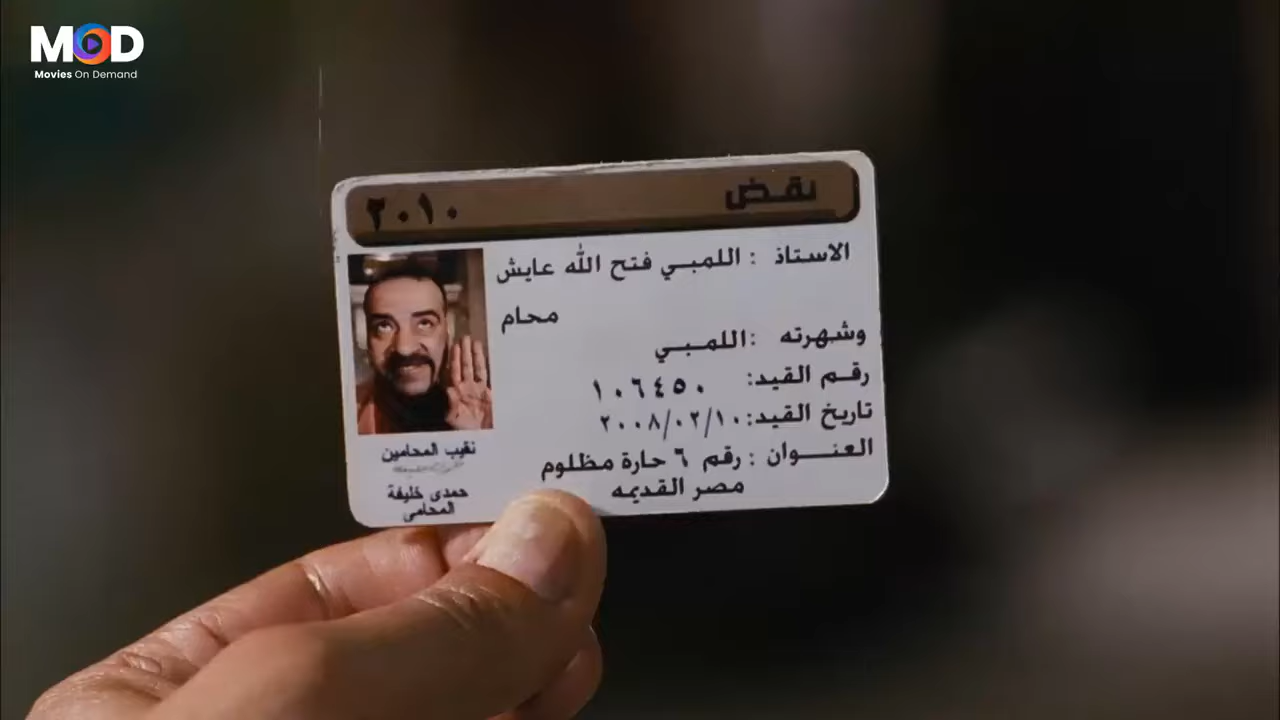 MOD
Movies On Demand
نقض
٢٠١٠
الاستاذ : اللمبي فتح الله عايش
محام
وشهرته : اللمبي
رقم القيد: ١٠٦٤٥٠
تاريخ القيد: ٢٠٠٨/٠٢/١٠
العنوان : رقم ٦ حارة مظلوم
مصر القديمه
نقيب المحامين
حمدى خليفة
المحامى